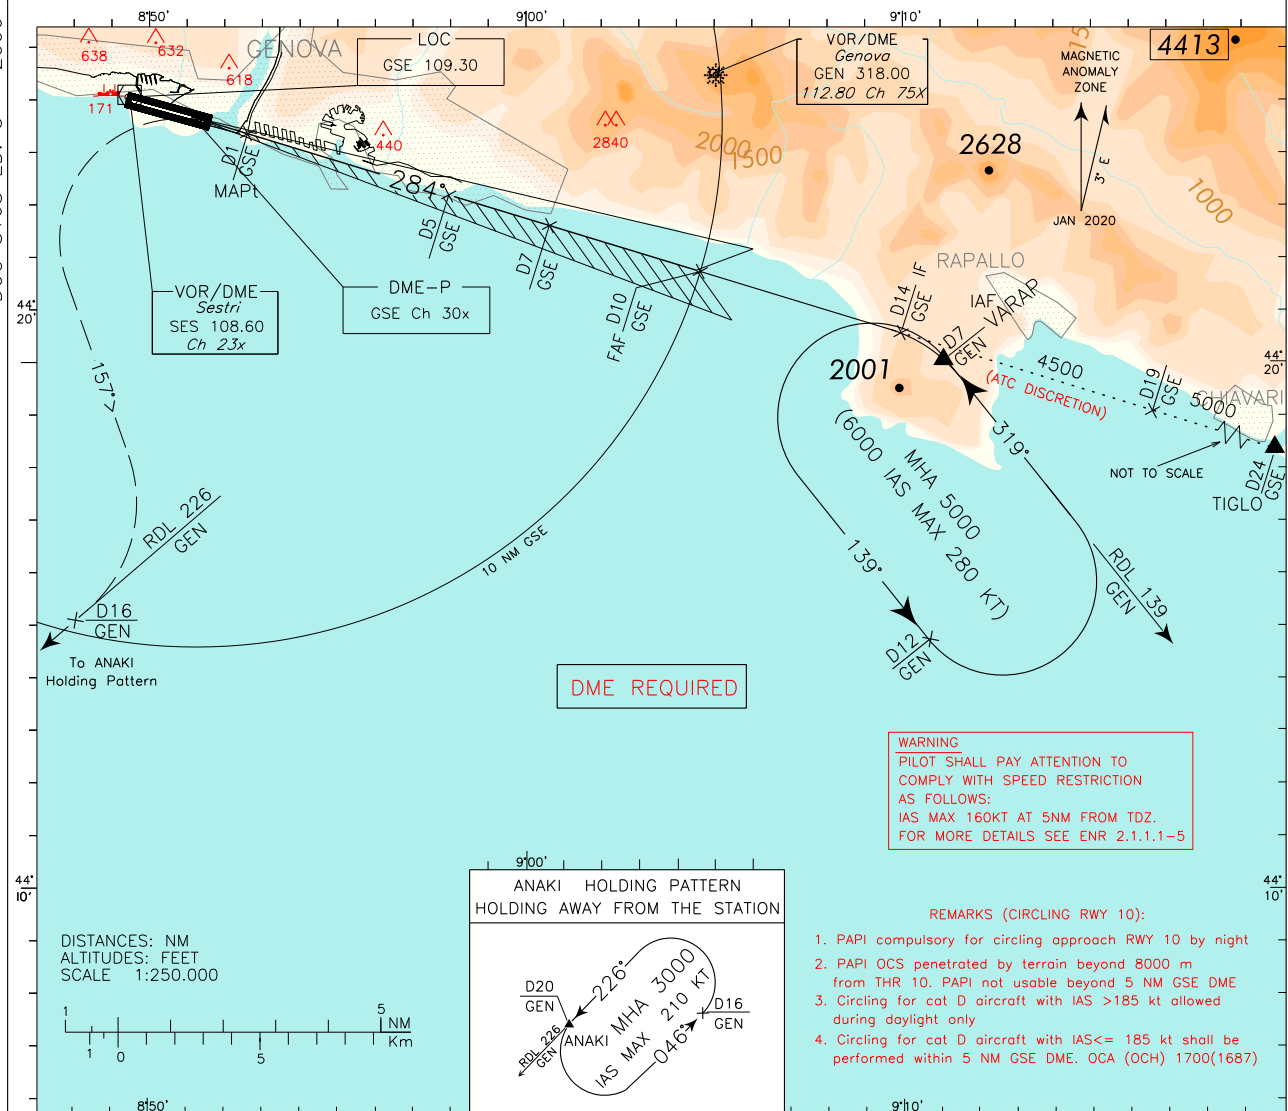 8°50'
9°00'
9°10'
638
632
618
GENOVA
LOC
GSE 109.30
VOR/DME
Genova
GEN 318.00
112.80 Ch 75X
MAGNETIC
ANOMALY
ZONE
4413
171
440
2840
2000
1500
2628
3° E
JAN 2020
1000
D1
GSE
MAPt
284°
D5
GSE
D7
GSE
FAF D10
GSE
VOR/DME
Sestri
SES 108.60
Ch 23x
DME-P
GSE Ch 30x
RAPALLO
D14 IF
GSE
IAF
VARAP
D7
GEN
44°
20'
44°
20'
2001
4500
(ATC DISCRETION)
D19
GSE
5000
CHIAVARI
NOT TO SCALE
D24
GSE
TIGLO
157°
319°
MHA 5000
(6000 IAS MAX 280 KT)
139°
RDL 139
GEN
D12
GEN
RDL 226
GEN
10 NM GSE
D16
GEN
To ANAKI
Holding Pattern
DME REQUIRED
WARNING
PILOT SHALL PAY ATTENTION TO
COMPLY WITH SPEED RESTRICTION
AS FOLLOWS:
IAS MAX 160KT AT 5NM FROM TDZ.
FOR MORE DETAILS SEE ENR 2.1.1.1-5
9°00'
44°
10'
44°
10'
ANAKI HOLDING PATTERN
HOLDING AWAY FROM THE STATION
D20
GEN
226°
MHA 3000
IAS MAX 210 KT
046°
D16
GEN
ANAKI
RDL 226
GEN
DISTANCES: NM
ALTITUDES: FEET
SCALE 1:250.000
1
5
NM
Km
1
0
5
REMARKS (CIRCLING RWY 10):
1. PAPI compulsory for circling approach RWY 10 by night
2. PAPI OCS penetrated by terrain beyond 8000 m
from THR 10. PAPI not usable beyond 5 NM GSE DME
3. Circling for cat D aircraft with IAS >185 kt allowed
during daylight only
4. Circling for cat D aircraft with IAS<= 185 kt shall be
performed within 5 NM GSE DME. OCA (OCH) 1700(1687)
8°50'
9°10'